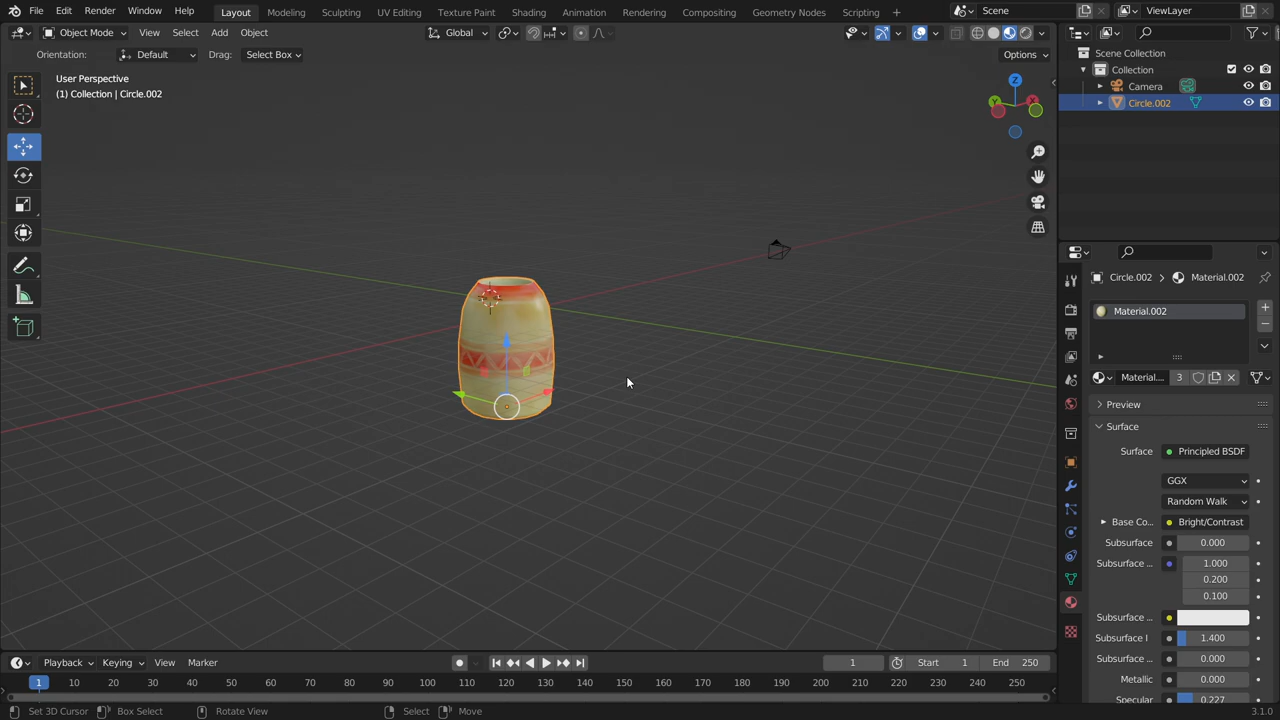 File Edit Render Window Help Layout Modeling Sculpting UV Editing Texture Paint Shading Animation Rendering Compositing Geometry Nodes Scripting Scene ViewLayer
Object Mode View Select Add Object Global
Orientation: Default Drag: Select Box Options
User Perspective
(1) Collection | Circle.002
Z
Y
X
Scene Collection
Collection
Camera
Circle.002
Circle.002 Material.002
Material.002
Material.... 3
Preview
Surface
Surface Principled BSDF
GGX
Random Walk
Base Co... Bright/Contrast
Subsurface 0.000
Subsurface ... 1.000
0.200
0.100
Subsurface ...
Subsurface I 1.400
Subsurface ... 0.000
Metallic 0.000
Specular 0.227
Playback Keying View Marker 1 Start 1 End 250
1 10 20 30 40 50 60 70 80 90 100 110 120 130 140 150 160 170 180 190 200 210 220 230 240 250
Set 3D Cursor Box Select Rotate View Select Move 3.1.0